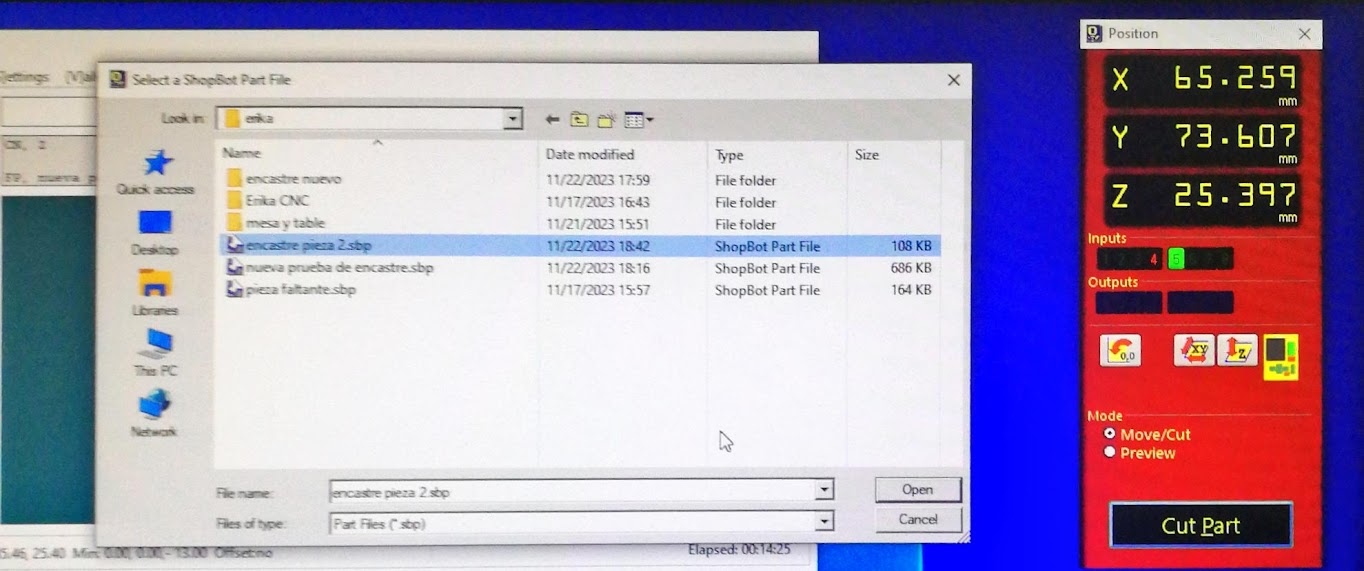 Position
Select a ShopBot Part File
Look in: erika
Name Date modified Type Size
encastre nuevo 11/22/2023 17:59 File folder
Erika CNC 11/17/2023 16:43 File folder
mesa y table 11/21/2023 15:51 File folder
encastre pieza 2.sbp 11/22/2023 18:42 ShopBot Part File 108 KB
nueva prueba de encastre.sbp 11/22/2023 18:16 ShopBot Part File 686 KB
pieza faltante.sbp 11/17/2023 15:57 ShopBot Part File 164 KB
Quick access
Desktop
Libraries
This PC
Network
File name: encastre pieza 2.sbp
Open
Files of type: Part Files (*.sbp)
Cancel
FP, nueva p
5.46, 25.40 Min: 0.00, 0.00, - 13.00 Offset:no
Elapsed: 00:14:25
X 65.259
mm
Y 73.607
mm
Z 25.397
mm
Inputs
4 5
Outputs
0,0
XY
Z
Mode
Move/Cut
Preview
Cut Part